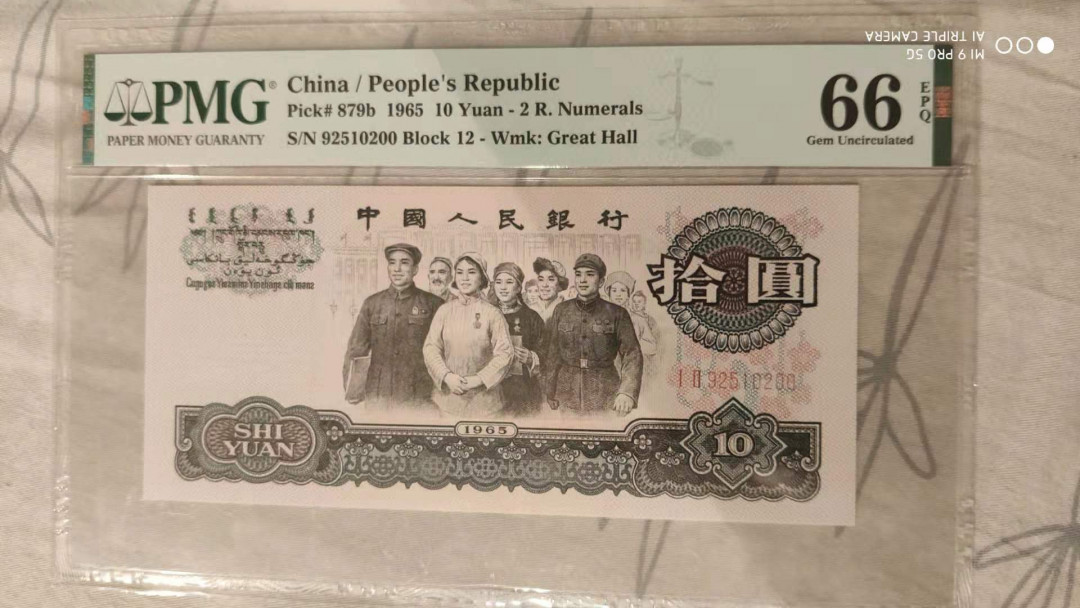 PMG
PAPER MONEY GUARANTY
China / People's Republic
Pick# 879b 1965 10 Yuan - 2 R. Numerals
S/N 92510200 Block 12 - Wmk: Great Hall
66
EPQ
Gem Uncirculated
MI 9 PRO 5G
AI TRIPLE CAMERA
中國人民銀行
拾圓
I II 92510200
1965
SHI
YUAN
10